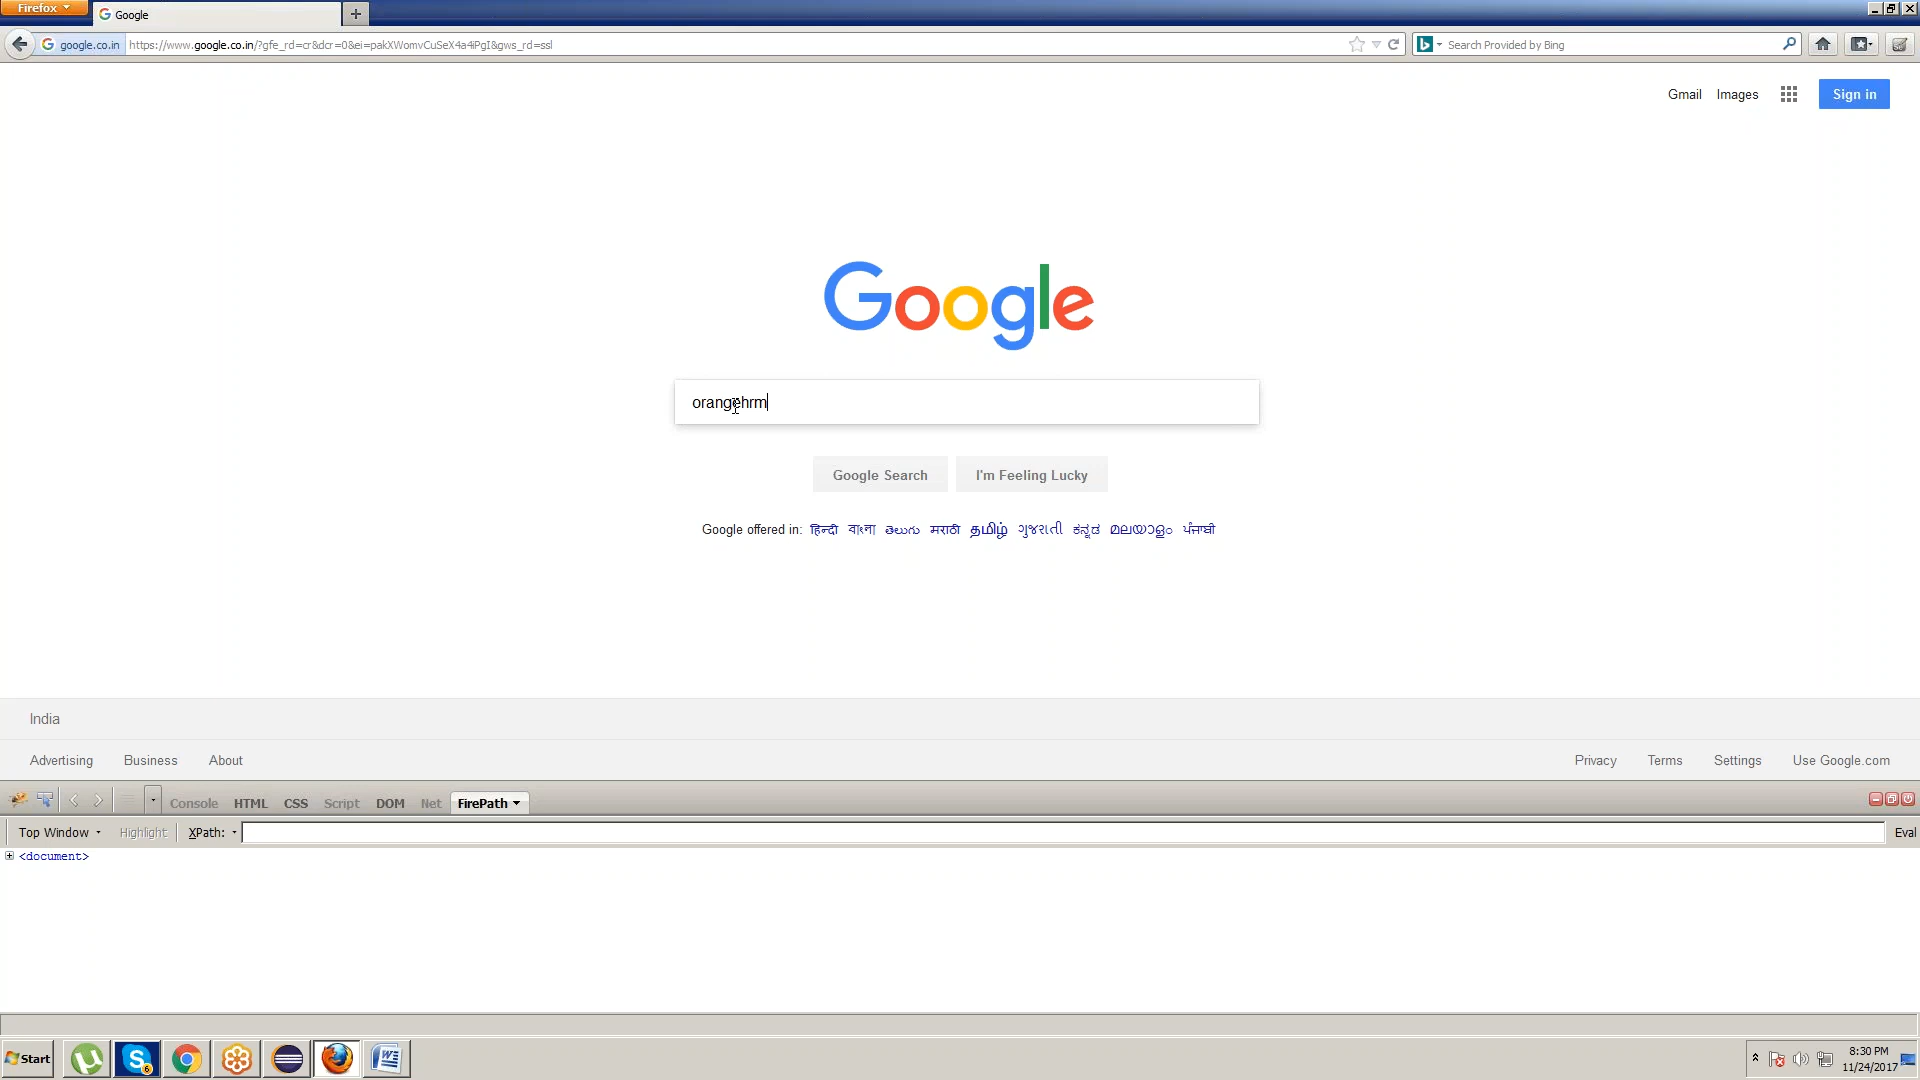 Firefox
Google
google.co.in https://www.google.co.in/?gfe_rd=cr&dcr=0&ei=pakXWomvCuSeX4a4iPgI&gws_rd=ssl
Search Provided by Bing
Gmail Images Sign in
Google
orangehrm
Google Search I'm Feeling Lucky
Google offered in: हिन्दी বাংলা తెలుగు मराठी தமிழ் ગુજરાતી ಕನ್ನಡ മലയാളം ਪੰਜਾਬੀ
India
Advertising Business About Privacy Terms Settings Use Google.com
Console HTML CSS Script DOM Net FirePath
Top Window Highlight XPath: Eval
<document>
Start
6
8:30 PM
11/24/2017